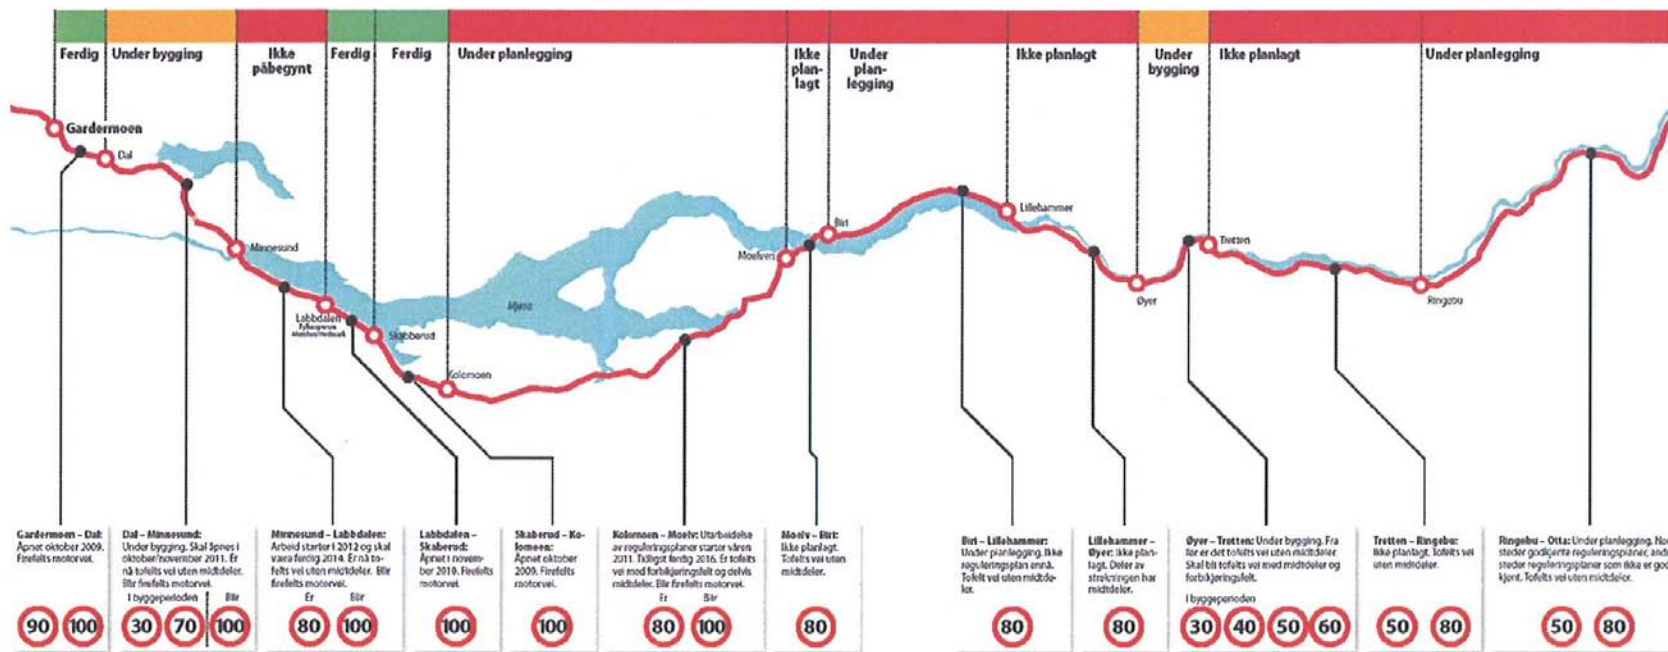 Ferdig
Under bygging
Ikke
påbegynt
Ferdig
Ferdig
Under planlegging
Ikke
plan-
lagt
Under
plan-
legging
Ikke planlagt
Under
bygging
Ikke planlagt
Under planlegging
Gardermoen
Dal
Minnesund
Labbdalen
Fylkesgrense
Akershus/Hedmark
Skabberud
Kolomoen
Mjøsa
Moelven
Biri
Lillehammer
Øyer
Tretten
Ringebu
Gardermoen – Dal:
Åpnet oktober 2009.
Firefelts motorvei.
90 100
Dal – Minnesund:
Under bygging. Skal åpnes i
oktober/november 2011. Er
nå tofelts vei uten midtdeler.
Blir firefelts motorvei.
I byggeperioden Blir
30 70 100
Minnesund – Labbdalen:
Arbeid starter i 2012 og skal
være ferdig 2014. Er nå to-
felts vei uten midtdeler. Blir
firefelts motorvei.
Er Blir
80 100
Labbdalen –
Skaberud:
Åpnet i novem-
ber 2010. Firefelts
motorvei.
100
Skaberud – Ko-
lomoen:
Åpnet oktober
2009. Firefelts
motorvei.
100
Kolomoen – Moelv: Utarbeidelse
av reguleringsplaner starter våren
2011. Tidligst ferdig 2016. Er tofelts
vei med forbikjøringsfelt og delvis
midtdeler. Blir firefelts motorvei.
Er Blir
80 100
Moelv – Biri:
Ikke planlagt.
Tofelts vei uten
midtdeler.
80
Biri – Lillehammer:
Under planlegging. Ikke
reguleringsplan ennå.
Tofelt vei uten midtde-
ler.
80
Lillehammer –
Øyer: Ikke plan-
lagt. Deler av
strekningen har
midtdeler.
80
Øyer – Tretten: Under bygging. Fra
før er det tofelts vei uten midtdeler.
Skal bli tofelts vei med midtdeler og
forbikjøringsfelt.
I byggeperioden
30 40 50 60
Tretten – Ringebu:
Ikke planlagt. Tofelts vei
uten midtdeler.
50 80
Ringebu – Otta: Under planlegging. Noe
steder godkjente reguleringsplaner, and
steder reguleringsplaner som ikke er god
kjent. Tofelts vei uten midtdeler.
50 80